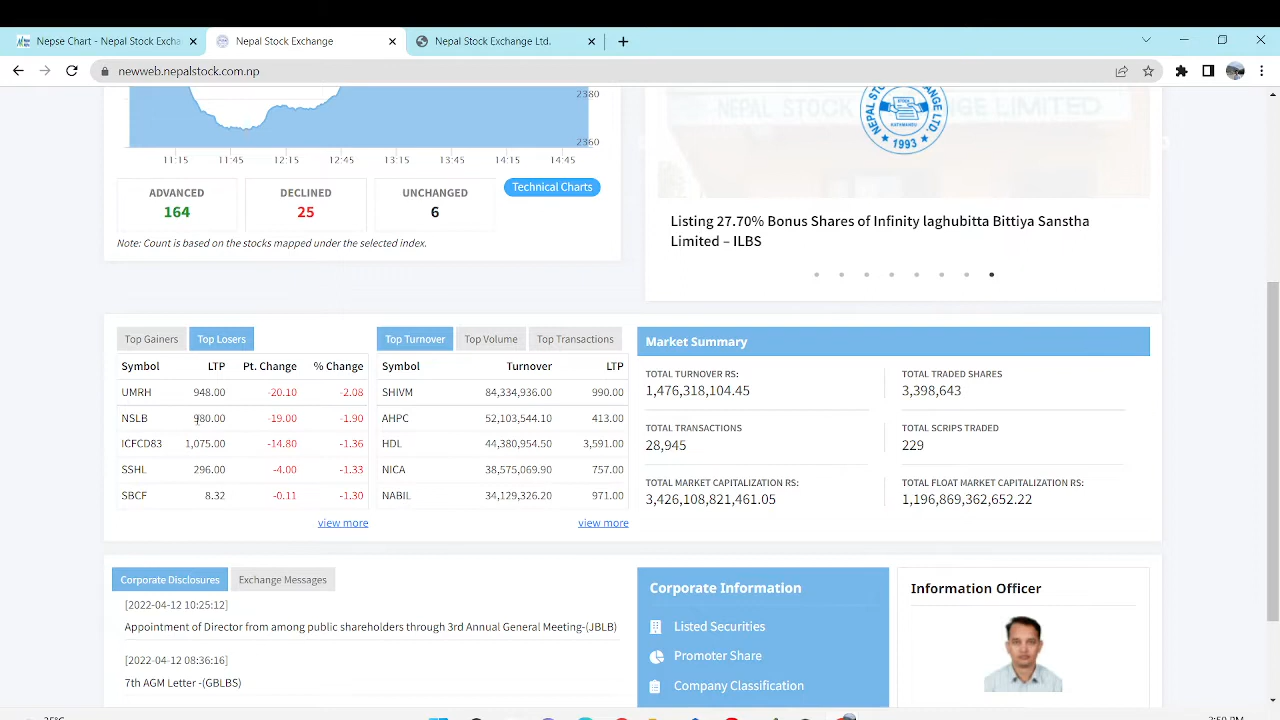 Nepse Chart - Nepal Stock Excha
Nepal Stock Exchange
Nepal Stock Exchange Ltd.
newweb.nepalstock.com.np
2380
2360
11:15 11:45 12:15 12:45 13:15 13:45 14:15 14:45
ADVANCED
164
DECLINED
25
UNCHANGED
6
Technical Charts
Note: Count is based on the stocks mapped under the selected index.
NEPAL STOCK EXCHANGE LIMITED
KATHMANDU
1993
Listing 27.70% Bonus Shares of Infinity laghubitta Bittiya Sanstha
Limited – ILBS
Top Gainers Top Losers
Symbol LTP Pt. Change % Change
UMRH 948.00 -20.10 -2.08
NSLB 980.00 -19.00 -1.90
ICFCD83 1,075.00 -14.80 -1.36
SSHL 296.00 -4.00 -1.33
SBCF 8.32 -0.11 -1.30
view more
Top Turnover Top Volume Top Transactions
Symbol Turnover LTP
SHIVM 84,334,936.00 990.00
AHPC 52,103,544.10 413.00
HDL 44,380,954.50 3,591.00
NICA 38,575,069.90 757.00
NABIL 34,129,326.20 971.00
view more
Market Summary
TOTAL TURNOVER RS:
1,476,318,104.45
TOTAL TRADED SHARES
3,398,643
TOTAL TRANSACTIONS
28,945
TOTAL SCRIPS TRADED
229
TOTAL MARKET CAPITALIZATION RS:
3,426,108,821,461.05
TOTAL FLOAT MARKET CAPITALIZATION RS:
1,196,869,362,652.22
Corporate Disclosures Exchange Messages
[2022-04-12 10:25:12]
Appointment of Director from among public shareholders through 3rd Annual General Meeting-(JBLB)
[2022-04-12 08:36:16]
7th AGM Letter -(GBLBS)
Corporate Information
Listed Securities
Promoter Share
Company Classification
Information Officer